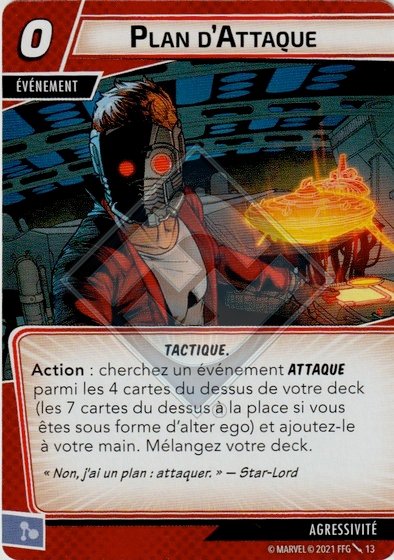 0
PLAN D'ATTAQUE
ÉVÉNEMENT
TACTIQUE.
Action : cherchez un événement ATTAQUE
parmi les 4 cartes du dessus de votre deck
(les 7 cartes du dessus à la place si vous
êtes sous forme d'alter ego) et ajoutez-le
à votre main. Mélangez votre deck.
« Non, j'ai un plan : attaquer. » — Star-Lord
AGRESSIVITÉ
© MARVEL © 2021 FFG 13